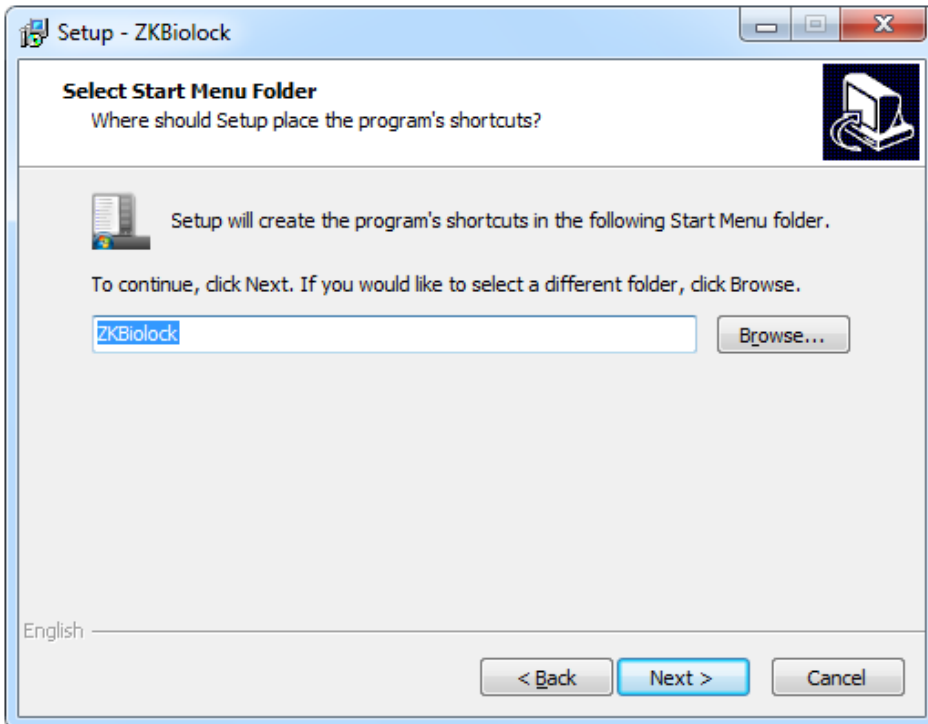 Setup - ZKBiolock
Select Start Menu Folder
Where should Setup place the program's shortcuts?
Setup will create the program's shortcuts in the following Start Menu folder.
To continue, click Next. If you would like to select a different folder, click Browse.
ZKBiolock
Browse...
English
< Back
Next >
Cancel